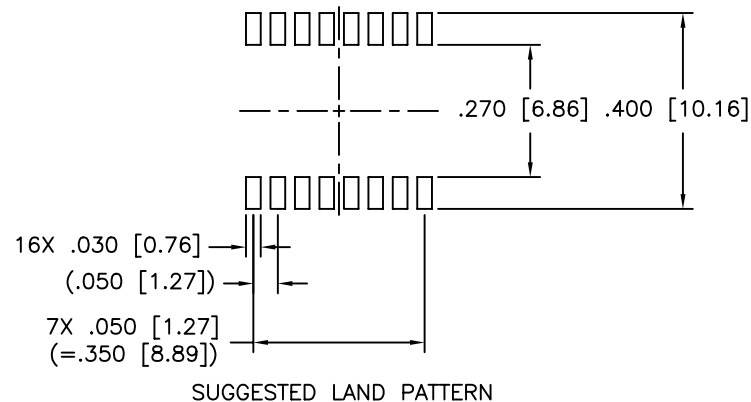 .270 [6.86] .400 [10.16]
16X .030 [0.76]
(.050 [1.27])
7X .050 [1.27]
(=.350 [8.89])
SUGGESTED LAND PATTERN